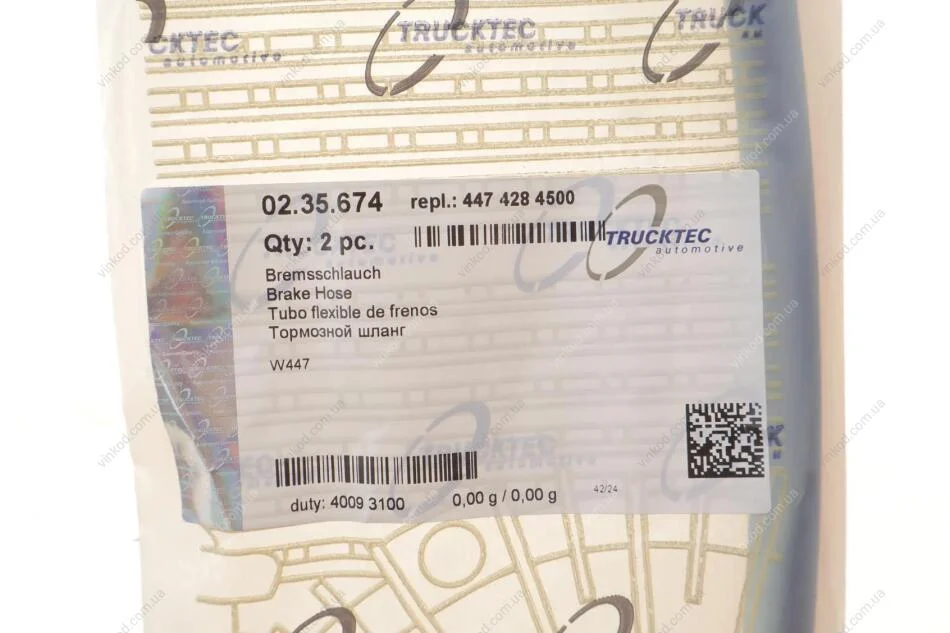 CKTEC
automotive
TRUCKTEC
automotive
TRUCK
au
02.35.674 repl.: 447 428 4500
Qty: 2 pc.
TRUCKTEC
automotive
Bremsschlauch
Brake Hose
Tubo flexible de frenos
Тормозной шланг
W447
duty: 4009 3100 0,00 g / 0,00 g 42/24
TRUCKTEC
vinkod.com.ua